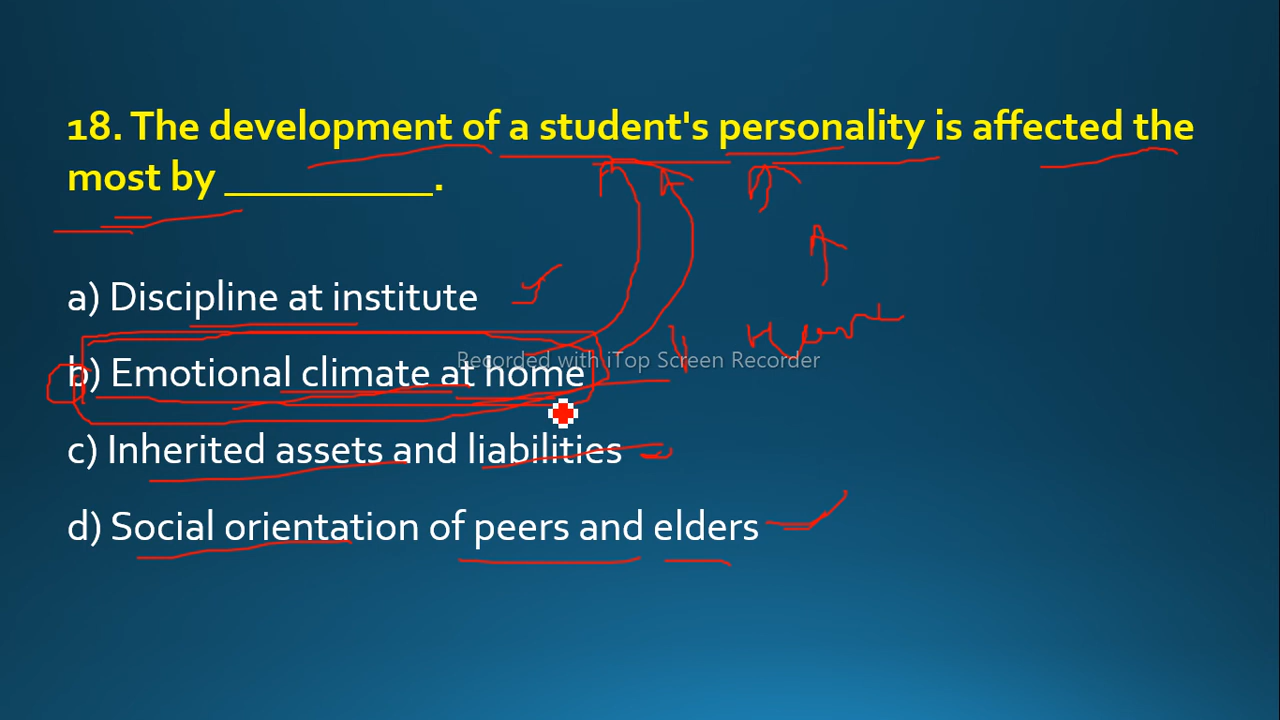 18. The development of a student's personality is affected the
most by __________.
a) Discipline at institute
b) Emotional climate at home
Recorded with iTop Screen Recorder
c) Inherited assets and liabilities
d) Social orientation of peers and elders